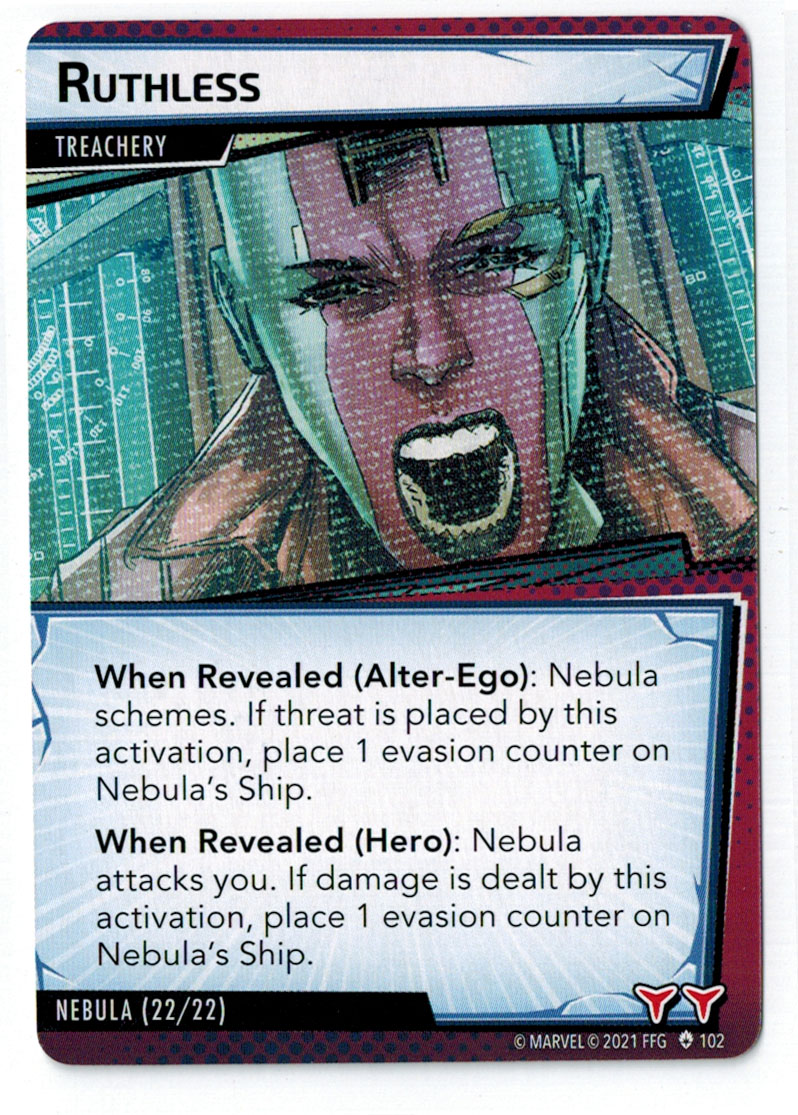 RUTHLESS
TREACHERY
When Revealed (Alter-Ego): Nebula
schemes. If threat is placed by this
activation, place 1 evasion counter on
Nebula's Ship.
When Revealed (Hero): Nebula
attacks you. If damage is dealt by this
activation, place 1 evasion counter on
Nebula's Ship.
NEBULA (22/22)
© MARVEL © 2021 FFG 102